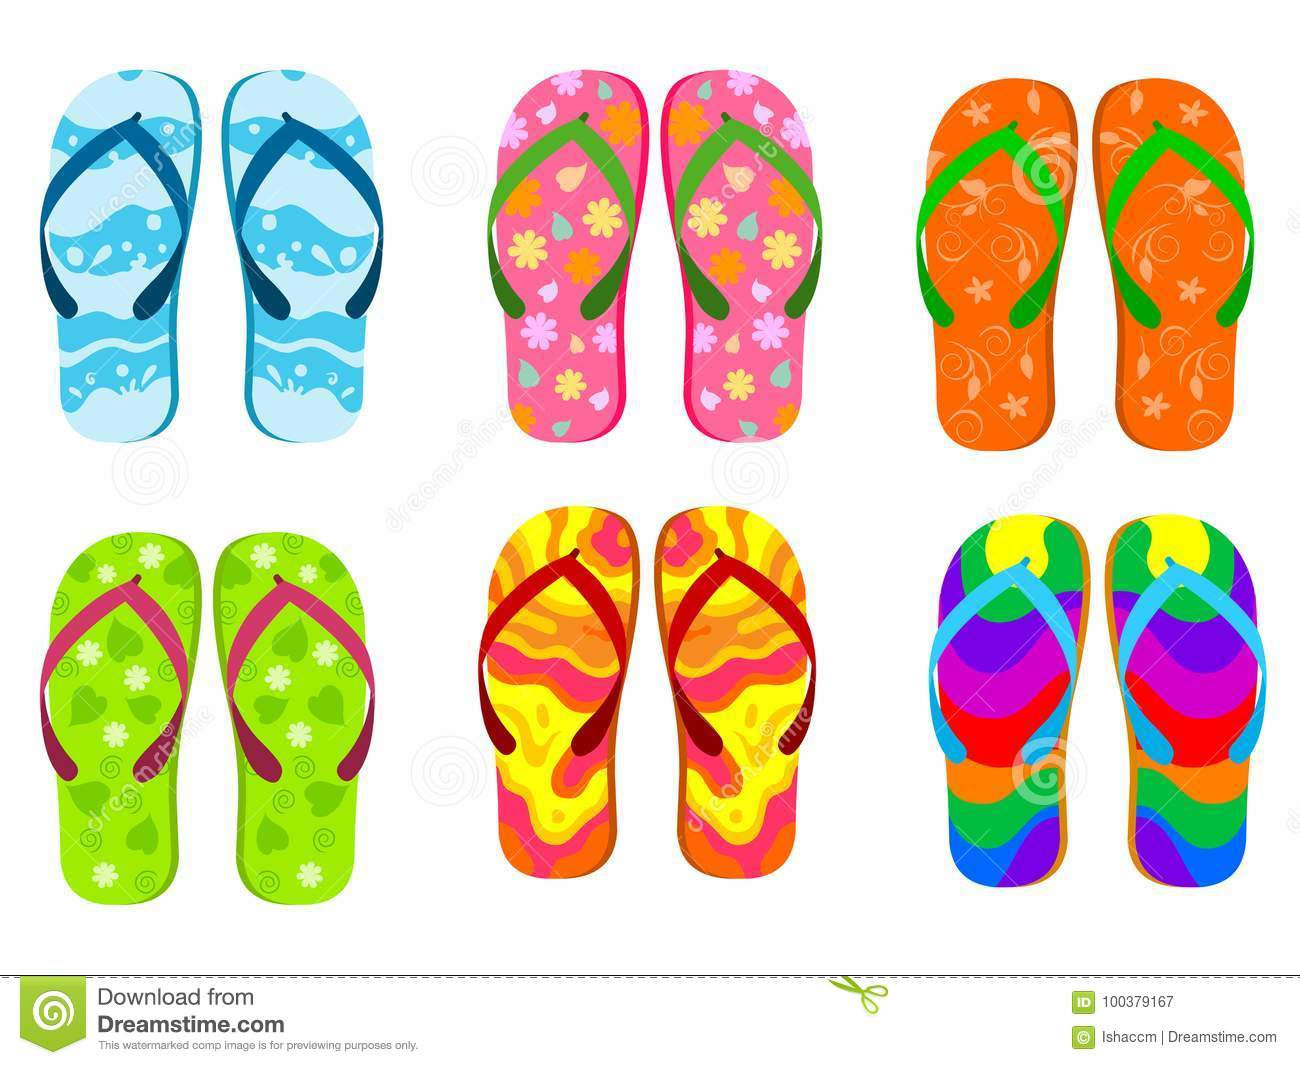 Download from
Dreamstime.com
This watermarked comp image is for previewing purposes only.
ID 100379167
© Ishaccm | Dreamstime.com